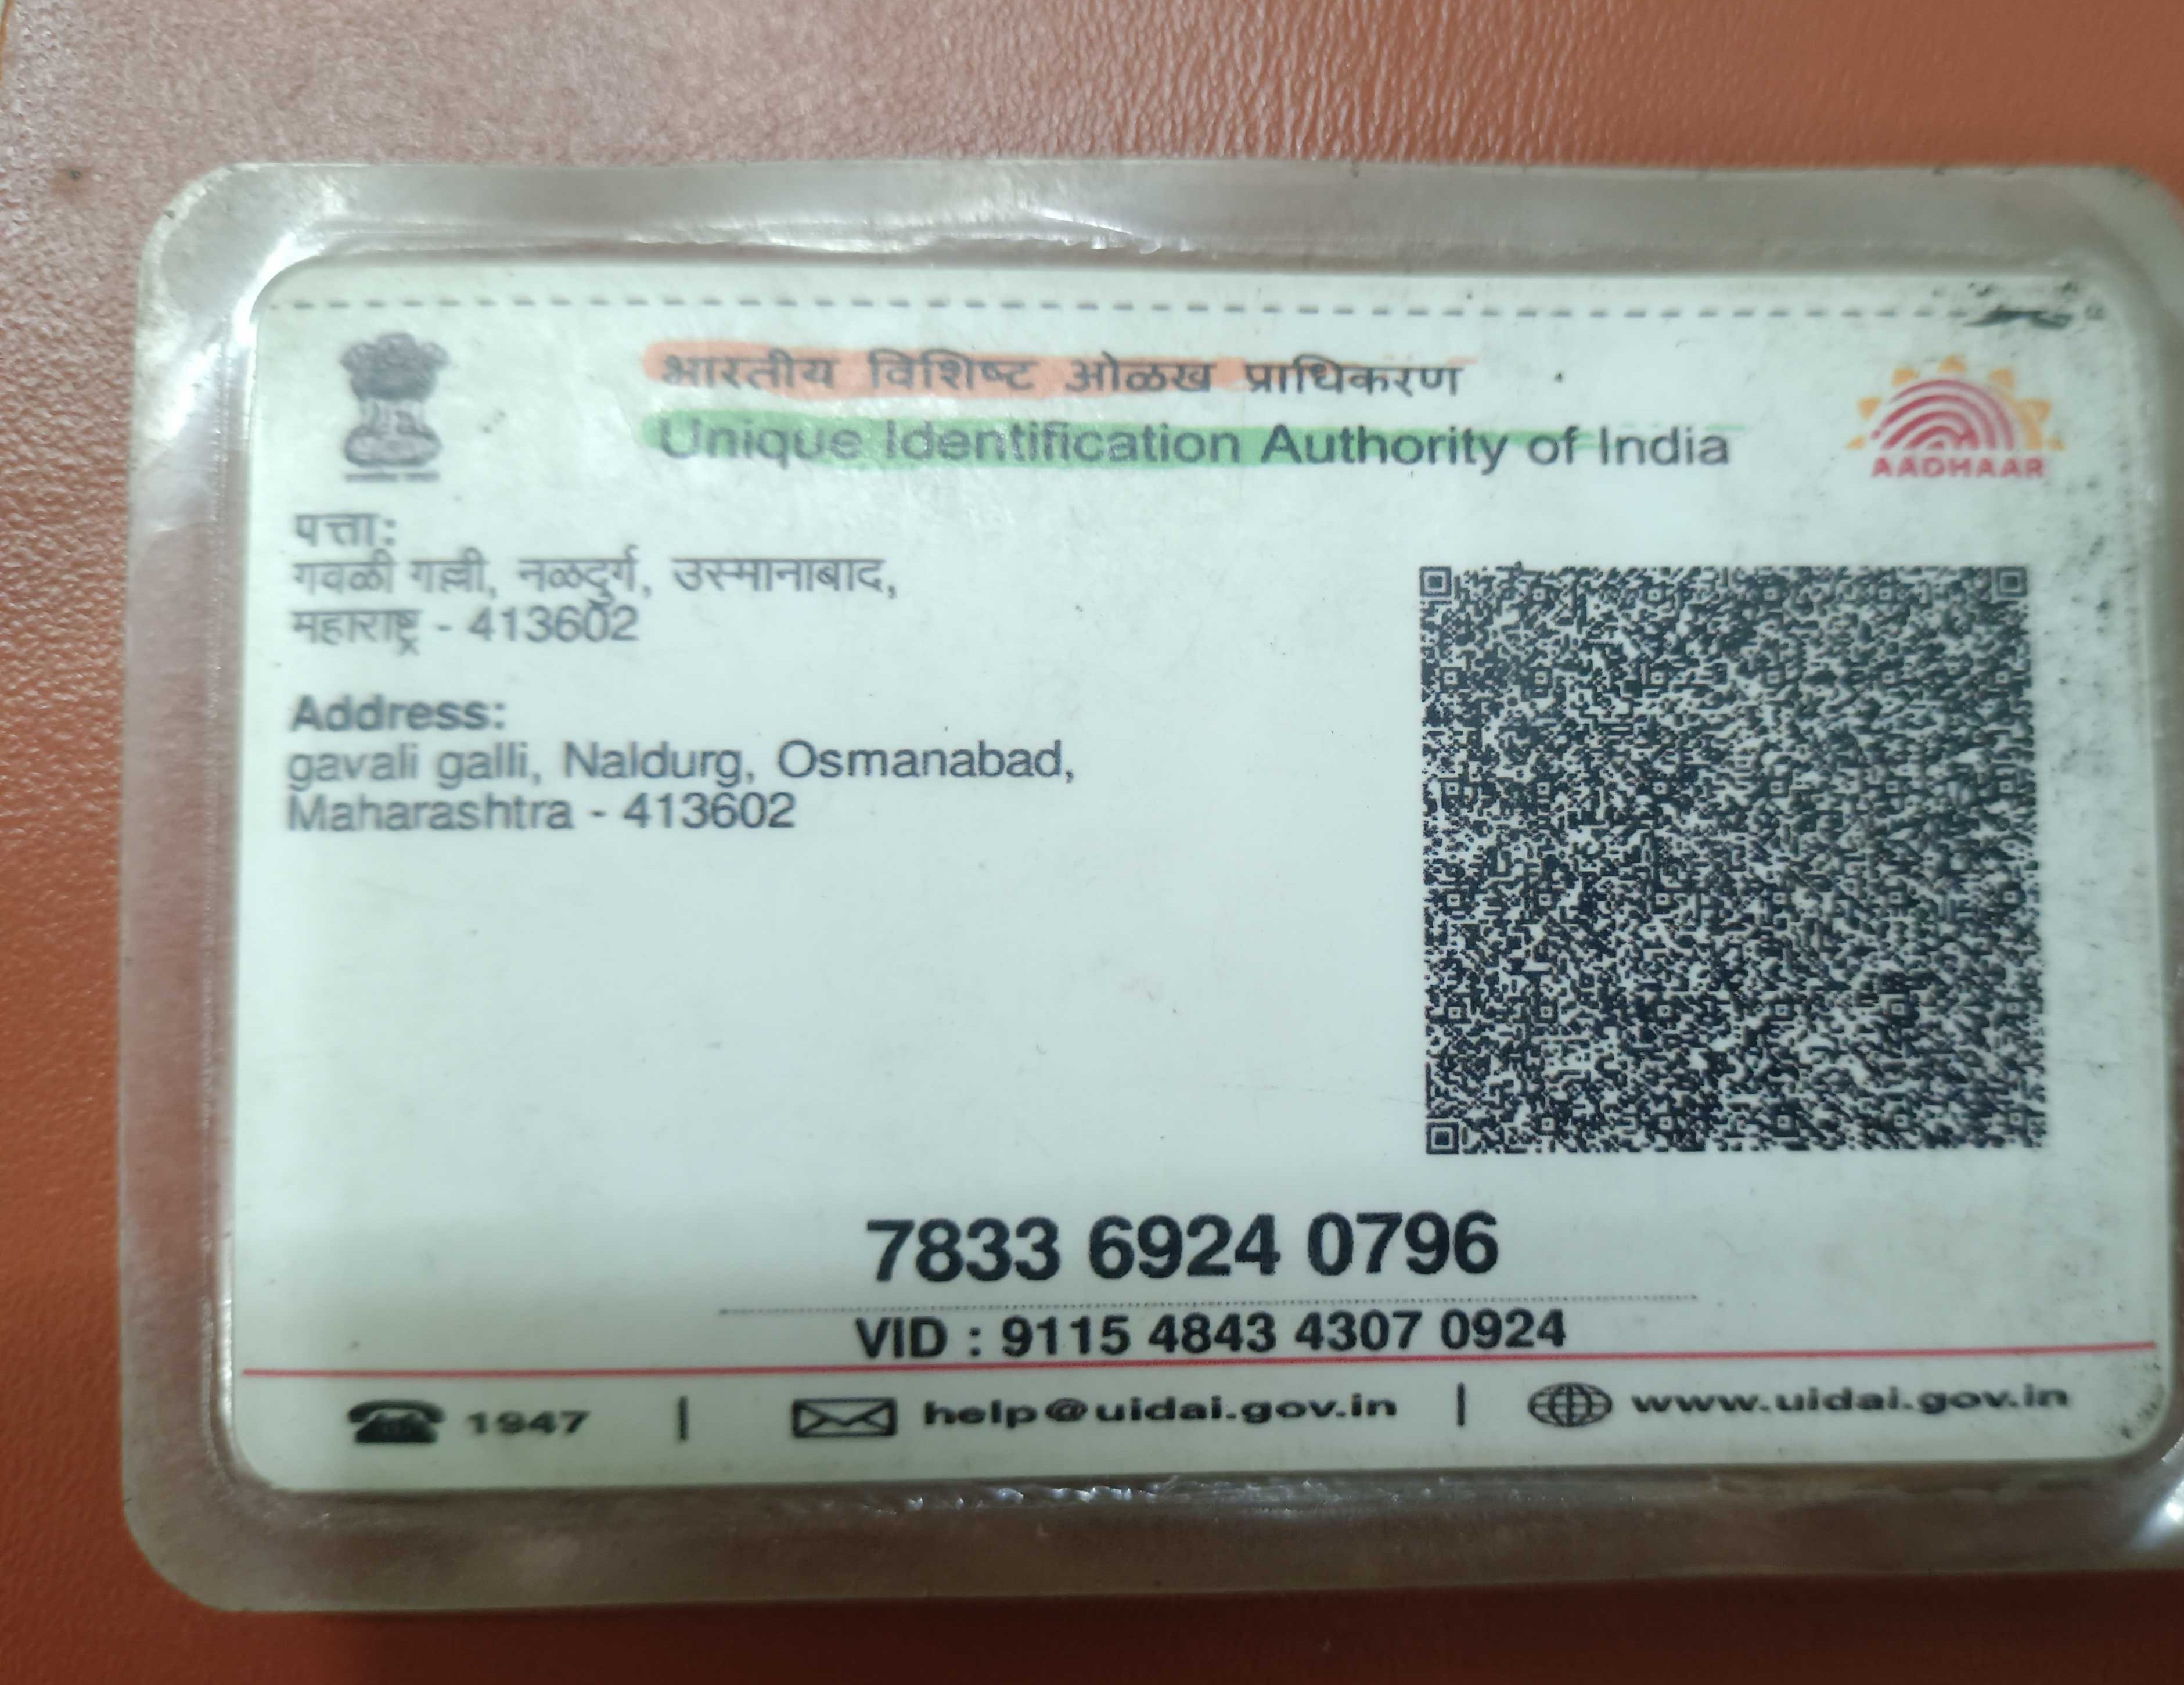 भारतीय विशिष्ट ओळख प्राधिकरण
Unique Identification Authority of India
AADHAAR
पत्ता:
गवळी गल्ली, नळदुर्ग, उस्मानाबाद,
महाराष्ट्र - 413602
Address:
gavali galli, Naldurg, Osmanabad,
Maharashtra - 413602
7833 6924 0796
VID : 9115 4843 4307 0924
1947 | help@uidai.gov.in | www.uidai.gov.in